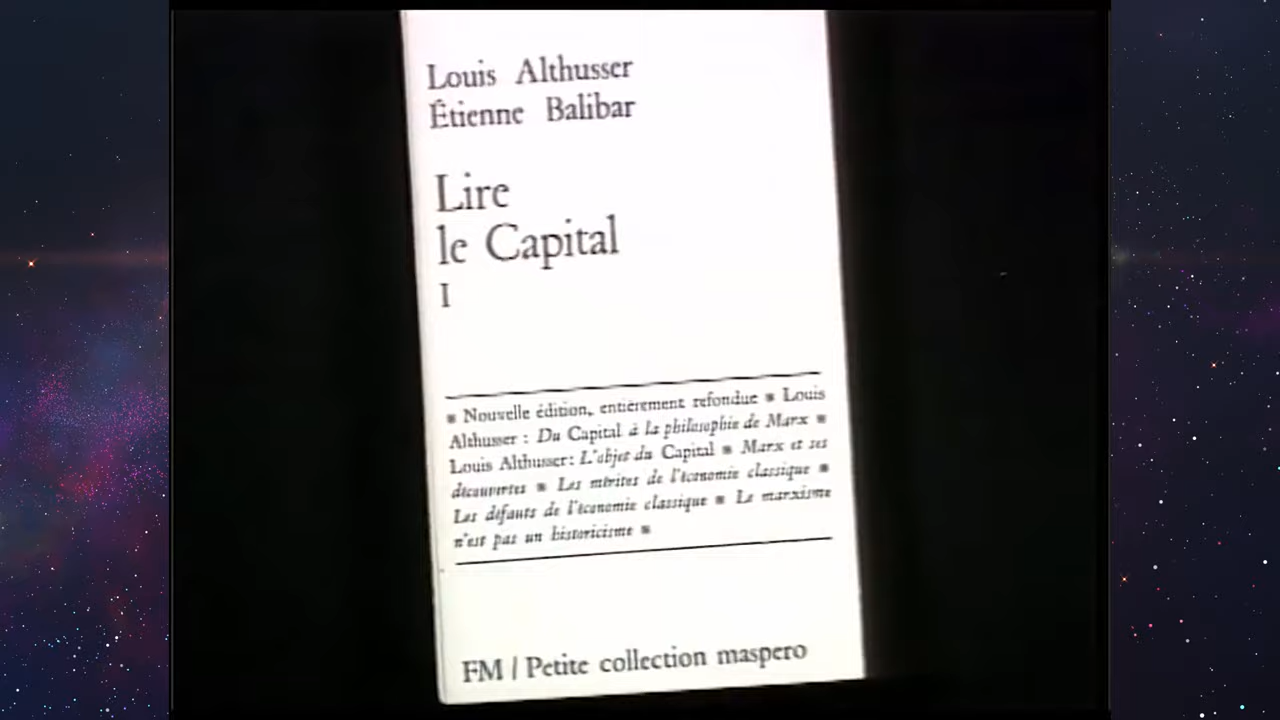 Louis Althusser
Étienne Balibar
Lire
le Capital
I
■ Nouvelle édition, entièrement refondue ■ Louis
Althusser : Du Capital à la philosophie de Marx ■
Louis Althusser : L'objet du Capital ■ Marx et ses
découvertes ■ Les mérites de l'économie classique ■
Les défauts de l'économie classique ■ Le marxisme
n'est pas un historicisme ■
FM / Petite collection maspero